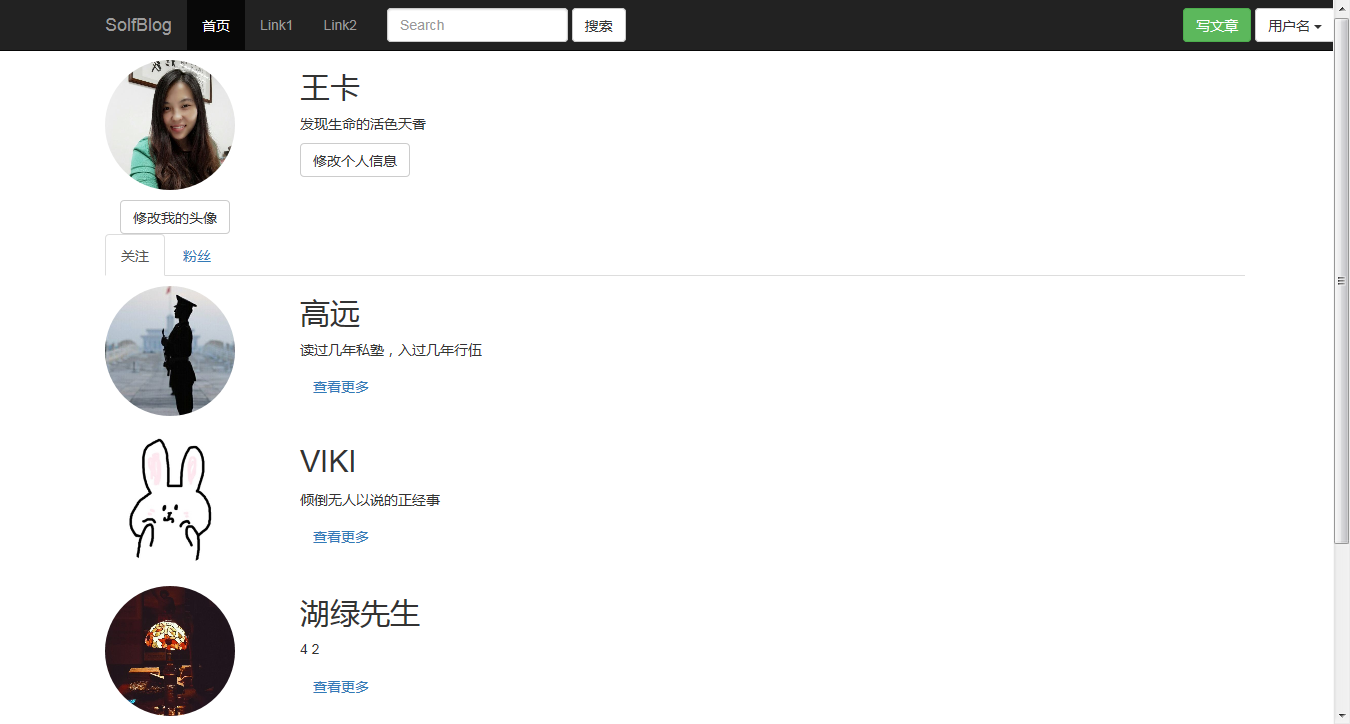 SolfBlog 首页 Link1 Link2 Search 搜索 写文章 用户名
王卡
发现生命的活色天香
修改个人信息
修改我的头像
关注 粉丝
高远
读过几年私塾，入过几年行伍
查看更多
VIKI
倾倒无人以说的正经事
查看更多
湖绿先生
4 2
查看更多